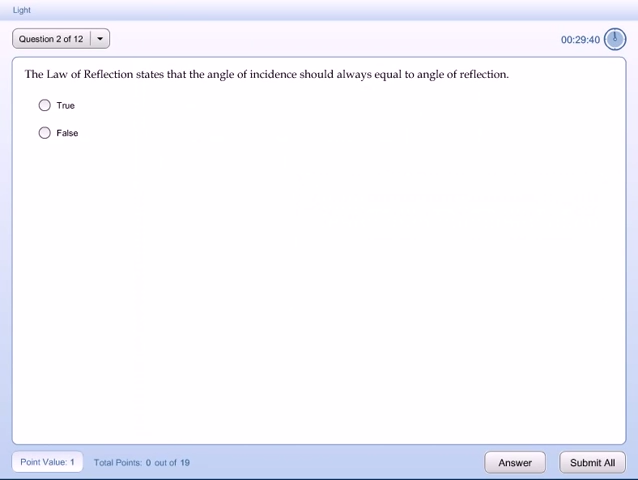 Light
Question 2 of 12
00:29:40
The Law of Reflection states that the angle of incidence should always equal to angle of reflection.
True
False
Point Value: 1
Total Points: 0 out of 19
Answer
Submit All